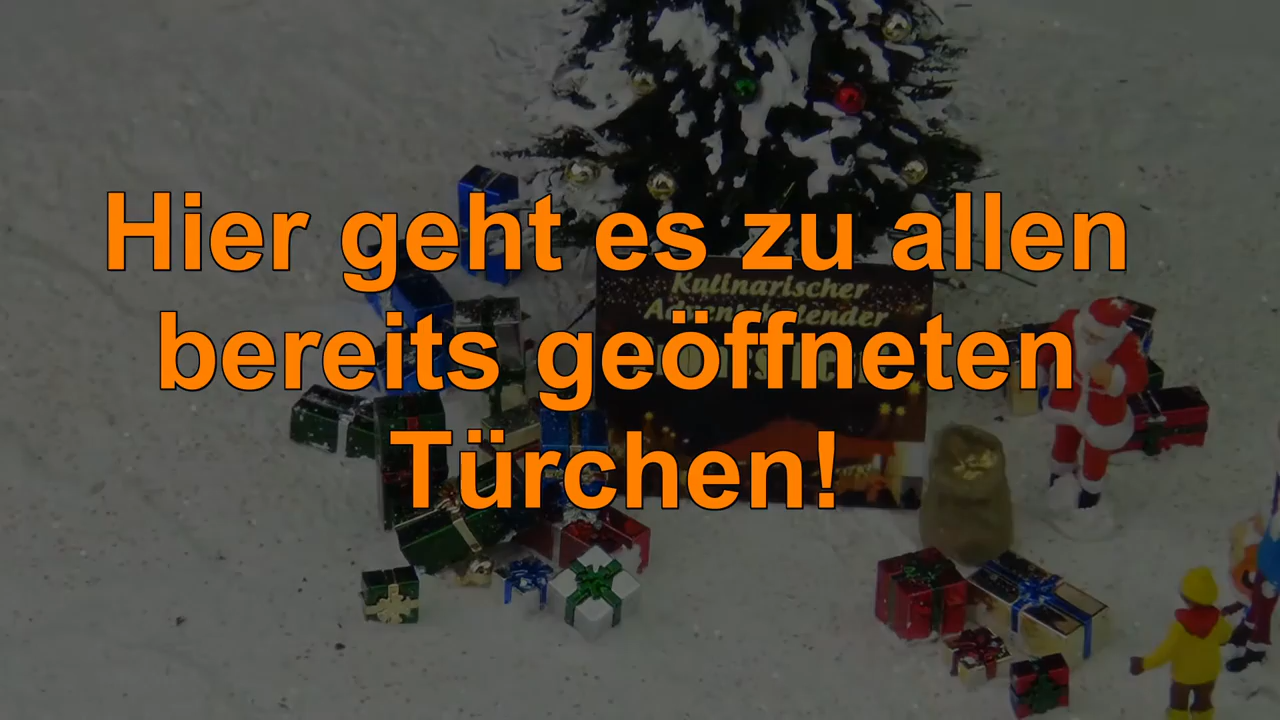 Hier geht es zu allen
bereits geöffneten
Türchen!
Kulinarischer